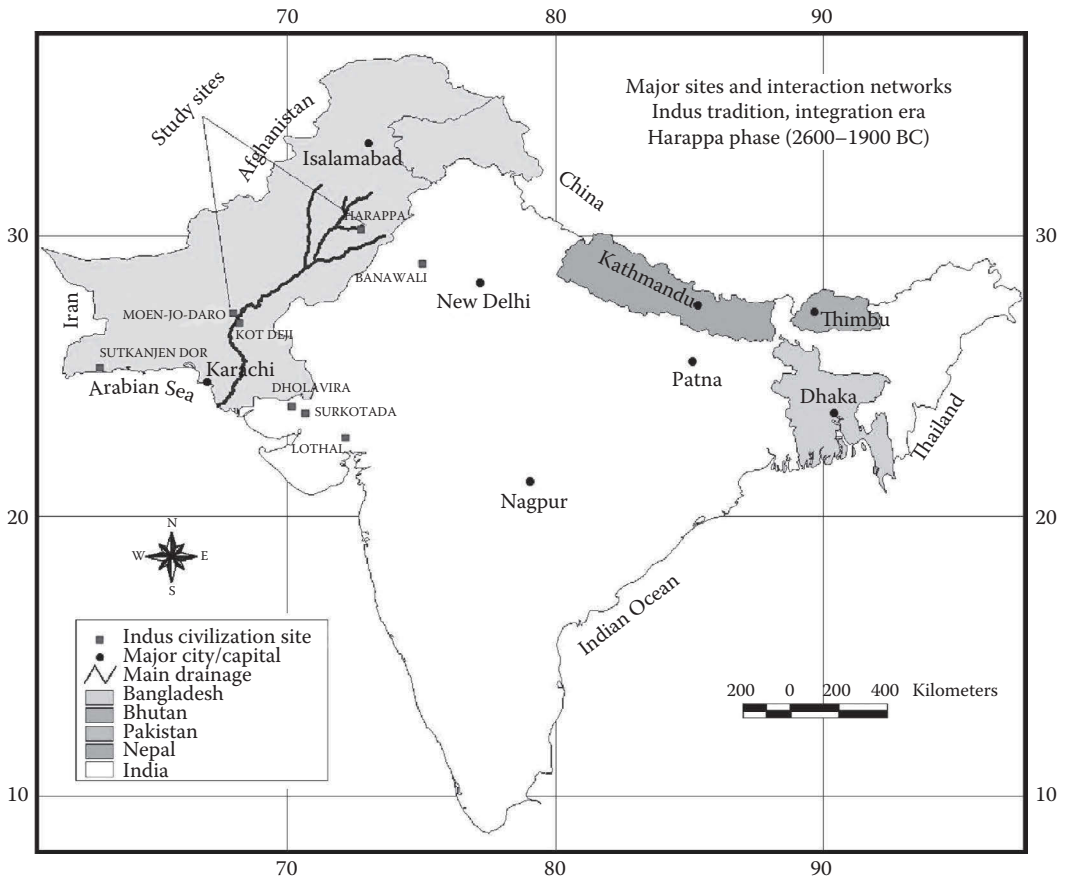 70
80
90
Major sites and interaction networks
Indus tradition, integration era
Harappa phase (2600–1900 BC)
Study sites
Afghanistan
Isalamabad
China
HARAPPA
30
30
BANAWALI
New Delhi
Kathmandu
Iran
MOEN-JO-DARO
KOT DEJI
Thimbu
SUTKANJEN DOR
Karachi
Arabian Sea
Patna
DHOLAVIRA
SURKOTADA
Dhaka
Thailand
LOTHAL
Nagpur
20
20
N
W
E
S
Indian Ocean
Indus civilization site
Major city/capital
Main drainage
Bangladesh
Bhutan
Pakistan
Nepal
India
200 0 200 400 Kilometers
10
10
70
80
90